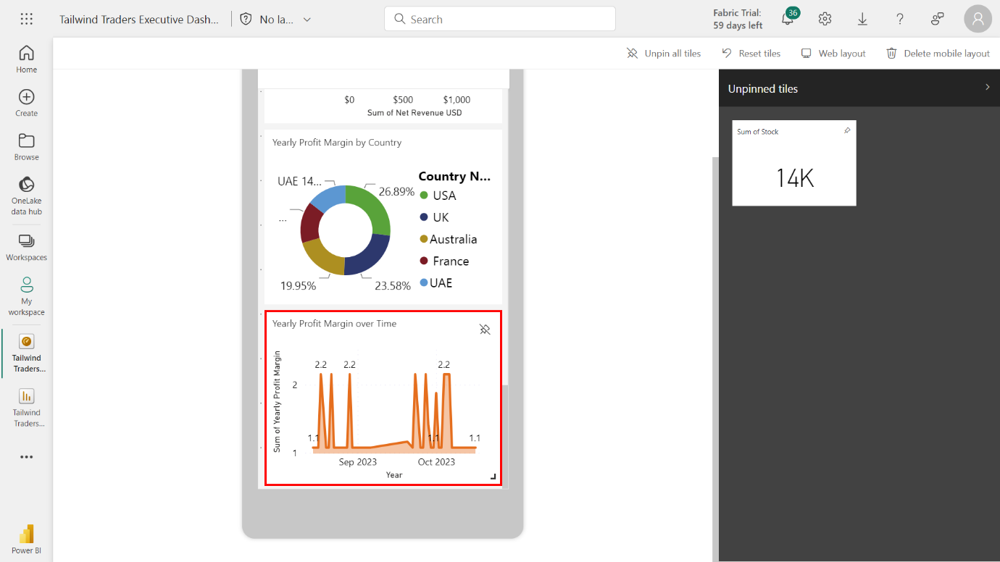 Tailwind Traders Executive Dash...
No la...
Search
Fabric Trial:
59 days left
36
Unpin all tiles
Reset tiles
Web layout
Delete mobile layout
Home
Create
Browse
OneLake
data hub
Workspaces
My
workspace
Tailwind
Traders...
Tailwind
Traders...
Power BI
$0
$500
$1,000
Sum of Net Revenue USD
Yearly Profit Margin by Country
UAE 14...
26.89%
...
19.95%
23.58%
Country N...
USA
UK
Australia
France
UAE
Yearly Profit Margin over Time
Sum of Yearly Profit Margin
2
1
2.2
2.2
2.2
1.1
1.1
1.1
Sep 2023
Oct 2023
Year
Unpinned tiles
Sum of Stock
14K